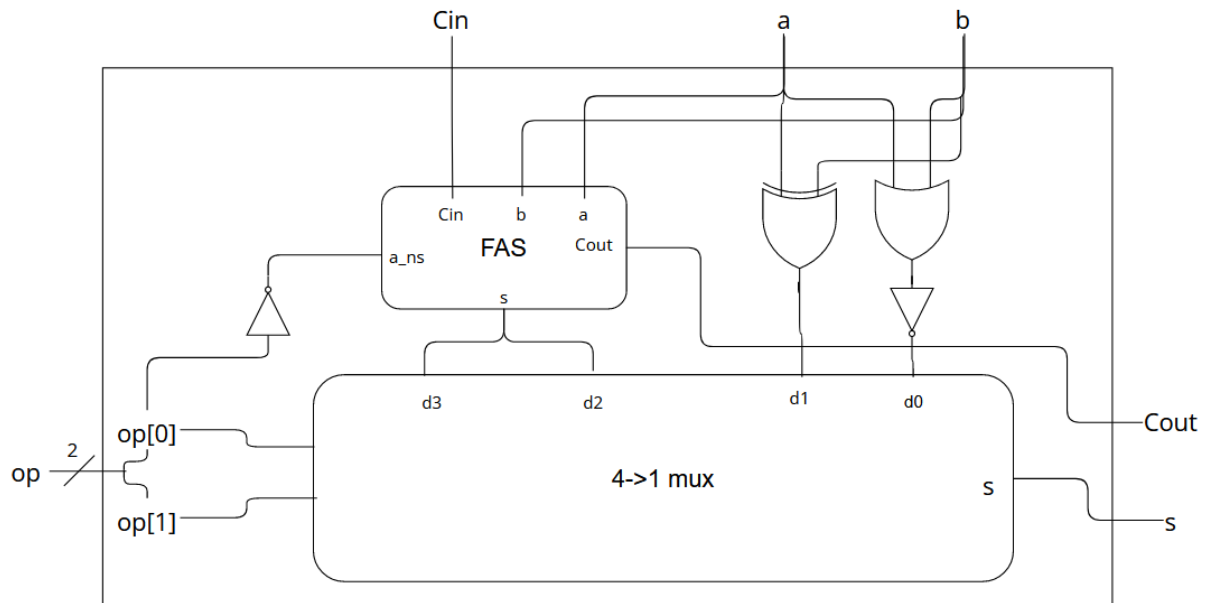 Cin a b
Cin b a
a_ns FAS Cout
s
d3 d2 d1 d0
op[0]
2
op
op[1]
4->1 mux
s
Cout
s